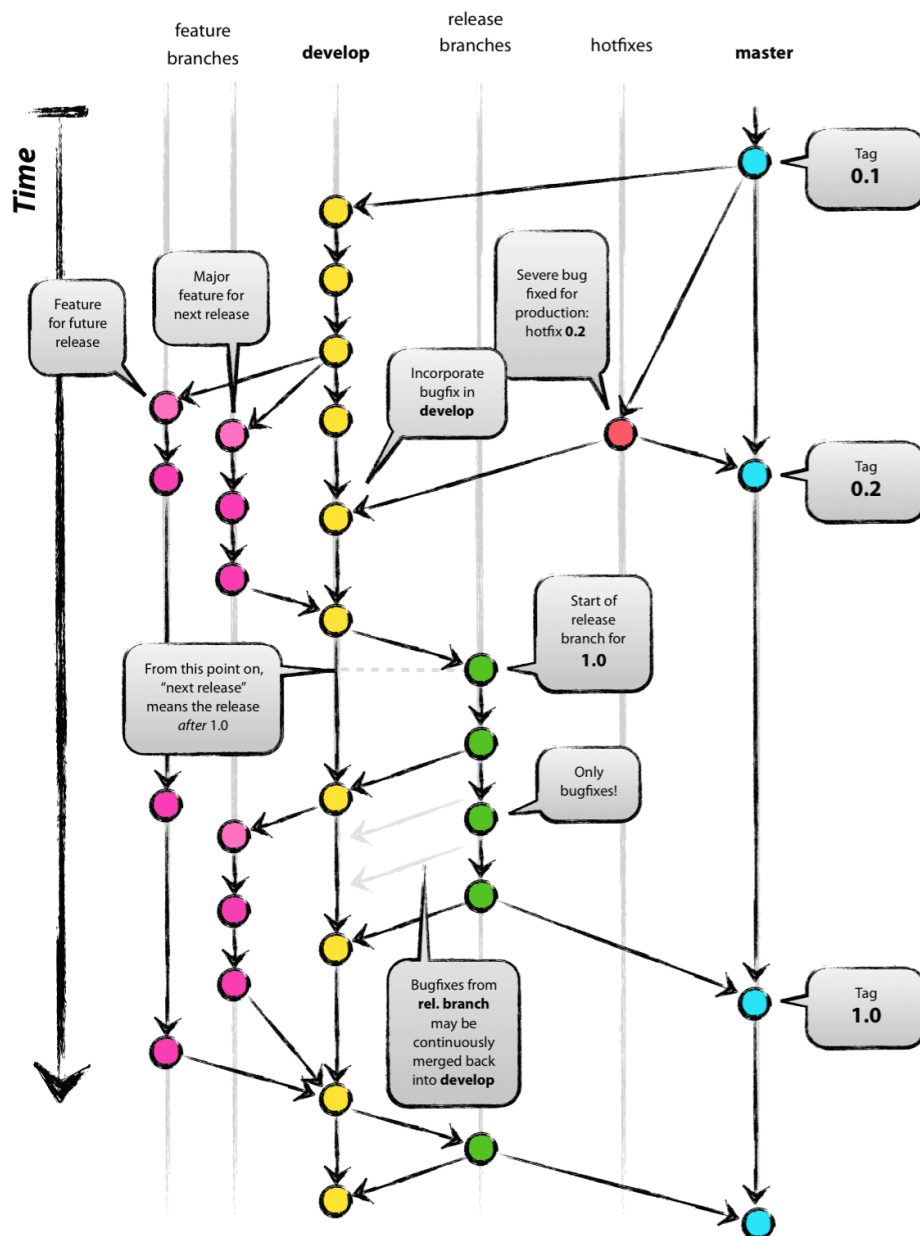 feature
branches
develop
release
branches
hotfixes
master
Time
Tag
0.1
Major
feature for
next release
Severe bug
fixed for
production:
hotfix 0.2
Feature
for future
release
Incorporate
bugfix in
develop
Tag
0.2
Start of
release
branch for
1.0
From this point on,
“next release”
means the release
after 1.0
Only
bugfixes!
Bugfixes from
rel. branch
may be
continuously
merged back
into develop
Tag
1.0